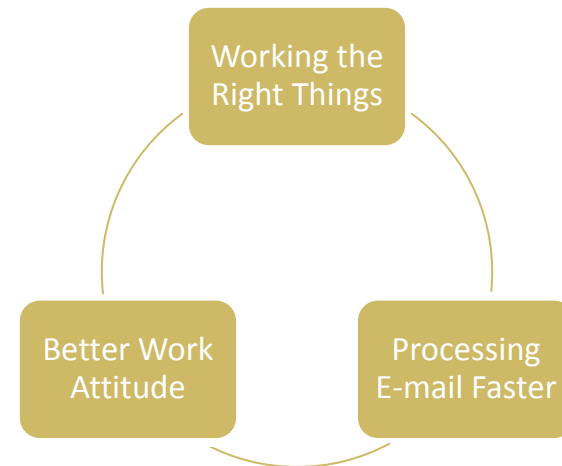 Working the
Right Things
Better Work
Attitude
Processing
E-mail Faster